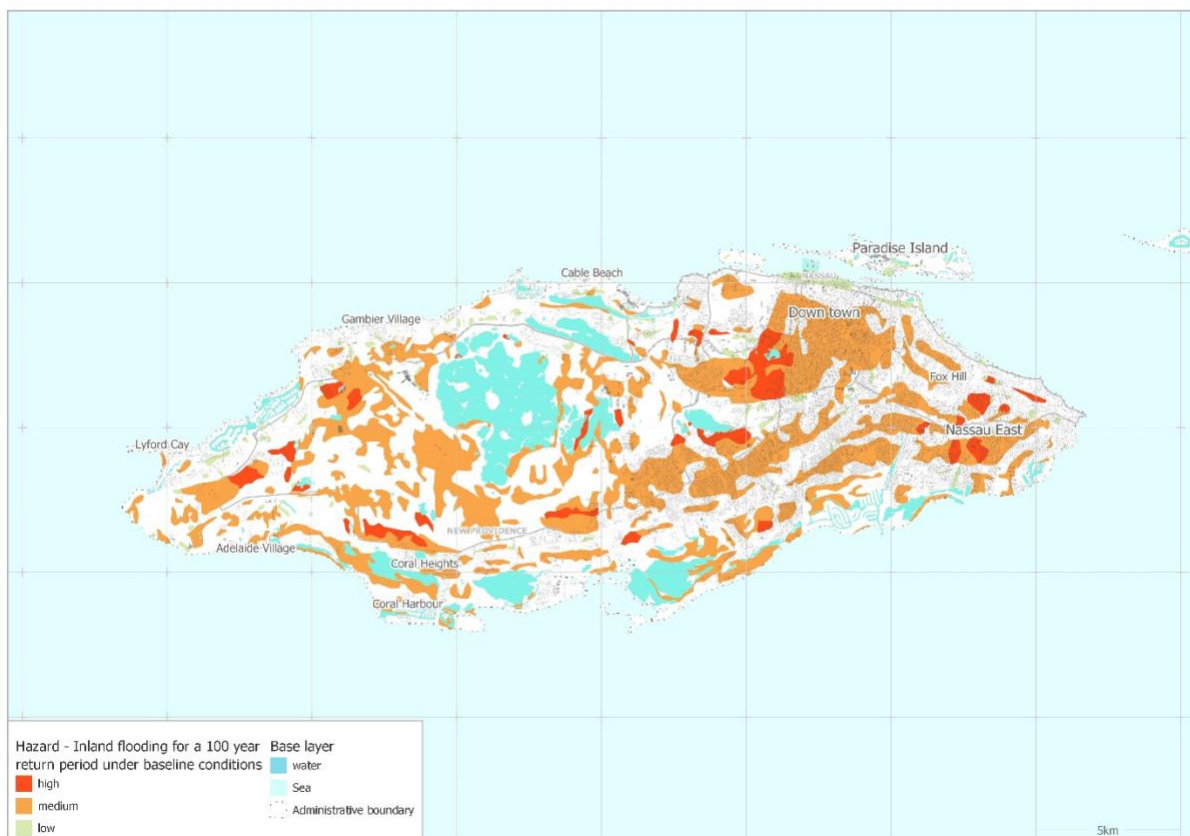 Paradise Island
Cable Beach
NASSAU
Down town
Gambier Village
Fox Hill
Nassau East
Lyford Cay
NEW PROVIDENCE
Adelaide Village
Coral Heights
Coral Harbour
Hazard - Inland flooding for a 100 year
return period under baseline conditions
high
medium
low
Base layer
water
Sea
Administrative boundary
5km